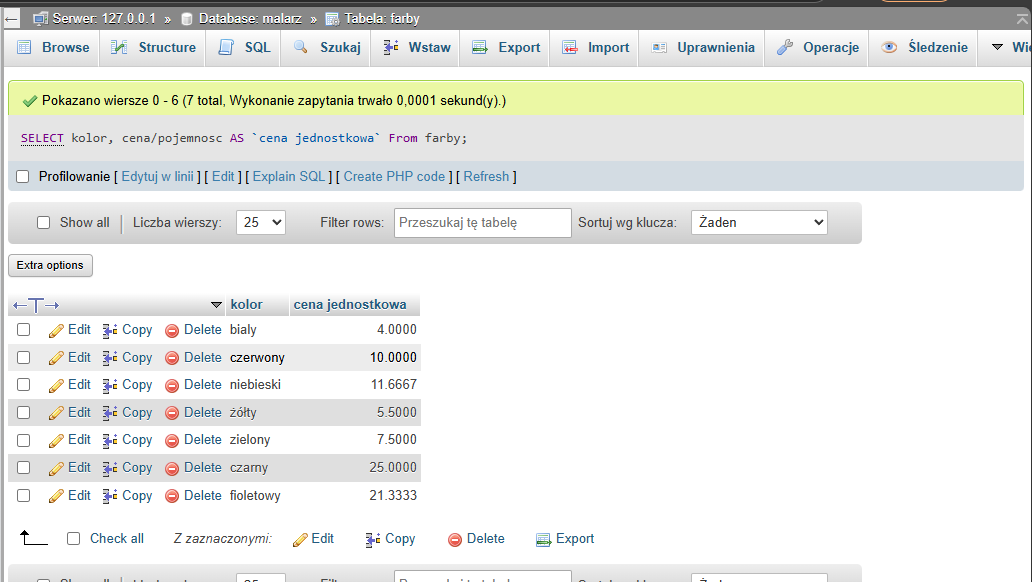 Serwer: 127.0.0.1 » Database: malarz » Tabela: farby
Browse Structure SQL Szukaj Wstaw Export Import Uprawnienia Operacje Śledzenie
Pokazano wiersze 0 - 6 (7 total, Wykonanie zapytania trwało 0,0001 sekund(y).)
SELECT kolor, cena/pojemnosc AS `cena jednostkowa` From farby;
Profilowanie [ Edytuj w linii ] [ Edit ] [ Explain SQL ] [ Create PHP code ] [ Refresh ]
Show all Liczba wierszy: 25 Filter rows: Przeszukaj tę tabelę Sortuj wg klucza: Żaden
Extra options
kolor cena jednostkowa
Edit Copy Delete bialy 4.0000
Edit Copy Delete czerwony 10.0000
Edit Copy Delete niebieski 11.6667
Edit Copy Delete żółty 5.5000
Edit Copy Delete zielony 7.5000
Edit Copy Delete czarny 25.0000
Edit Copy Delete fioletowy 21.3333
Check all Z zaznaczonymi: Edit Copy Delete Export